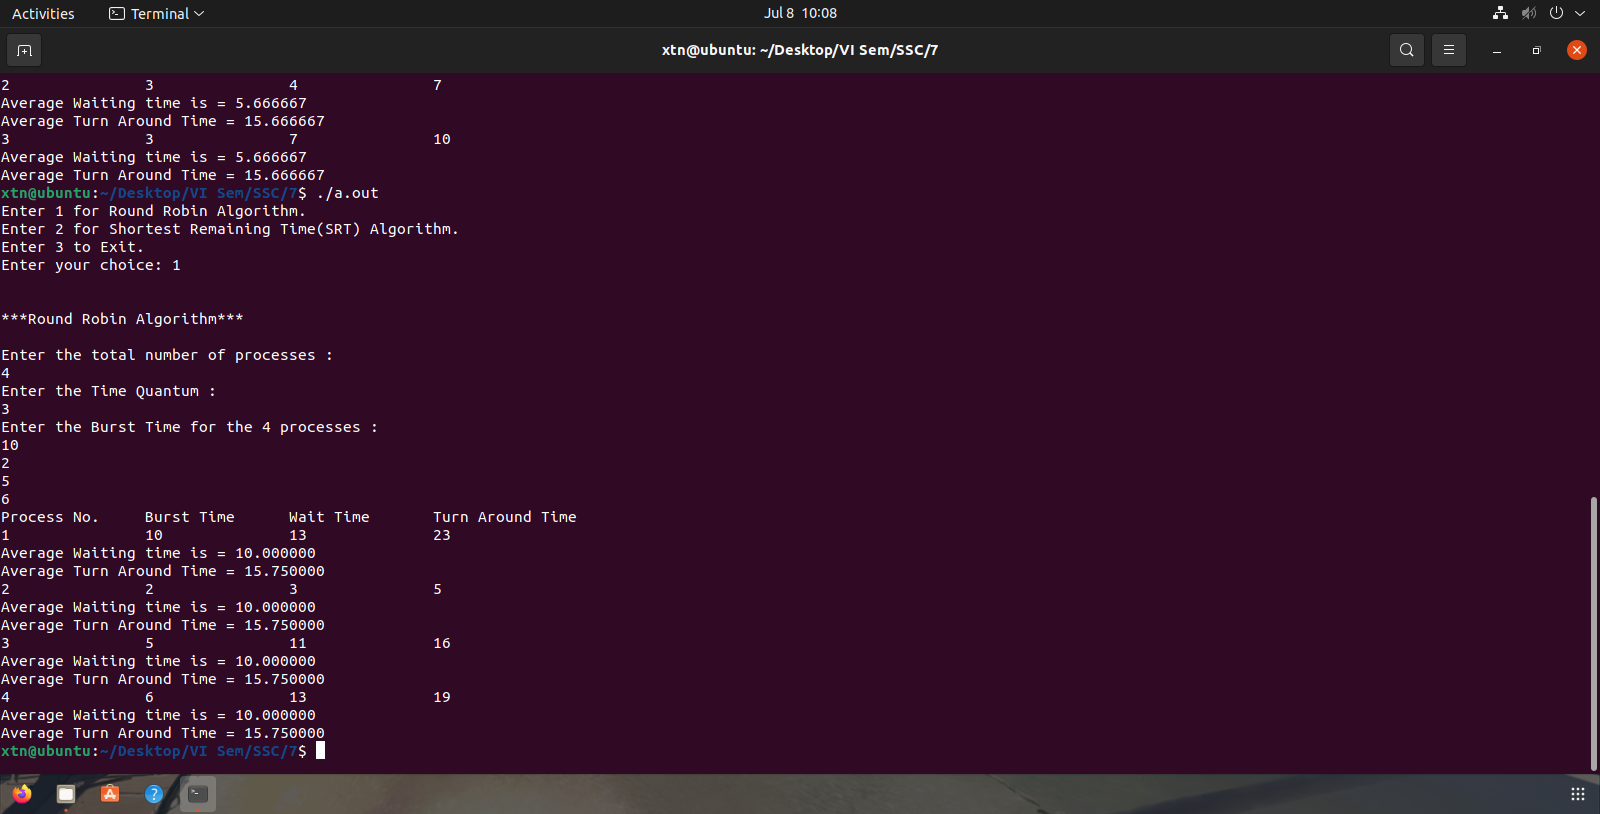 Activities Terminal Jul 8 10:08
xtn@ubuntu: ~/Desktop/VI Sem/SSC/7
2 3 4 7
Average Waiting time is = 5.666667
Average Turn Around Time = 15.666667
3 3 7 10
Average Waiting time is = 5.666667
Average Turn Around Time = 15.666667
xtn@ubuntu:~/Desktop/VI Sem/SSC/7$ ./a.out
Enter 1 for Round Robin Algorithm.
Enter 2 for Shortest Remaining Time(SRT) Algorithm.
Enter 3 to Exit.
Enter your choice: 1
***Round Robin Algorithm***
Enter the total number of processes :
4
Enter the Time Quantum :
3
Enter the Burst Time for the 4 processes :
10
2
5
6
Process No. Burst Time Wait Time Turn Around Time
1 10 13 23
Average Waiting time is = 10.000000
Average Turn Around Time = 15.750000
2 2 3 5
Average Waiting time is = 10.000000
Average Turn Around Time = 15.750000
3 5 11 16
Average Waiting time is = 10.000000
Average Turn Around Time = 15.750000
4 6 13 19
Average Waiting time is = 10.000000
Average Turn Around Time = 15.750000
xtn@ubuntu:~/Desktop/VI Sem/SSC/7$